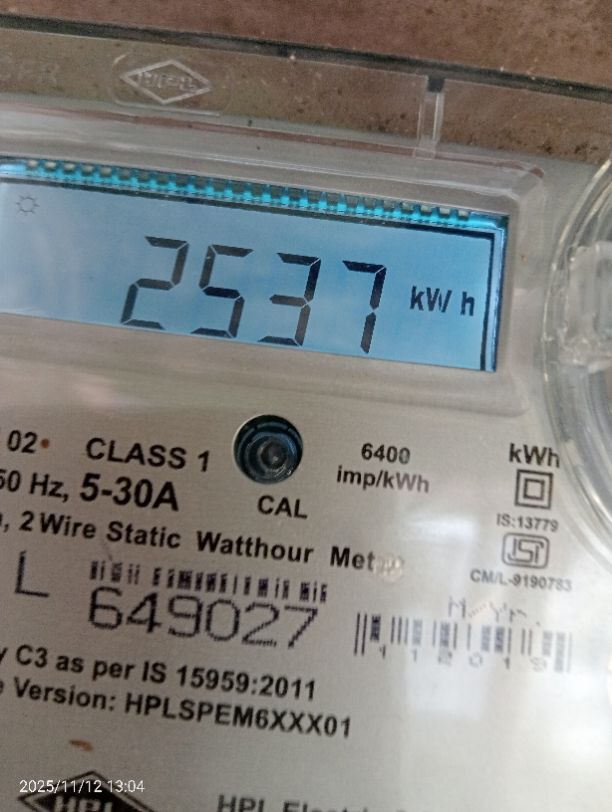 2537 kWh
02• CLASS 1
6400
imp/kWh
kWh
50 Hz, 5-30A
CAL
IS:13779
, 2 Wire Static Watthour Met
CM/L-9190783
L 649027
112019
C3 as per IS 15959:2011
Version: HPLSPEM6XXX01
2025/11/12 13:04
HPL
HPL